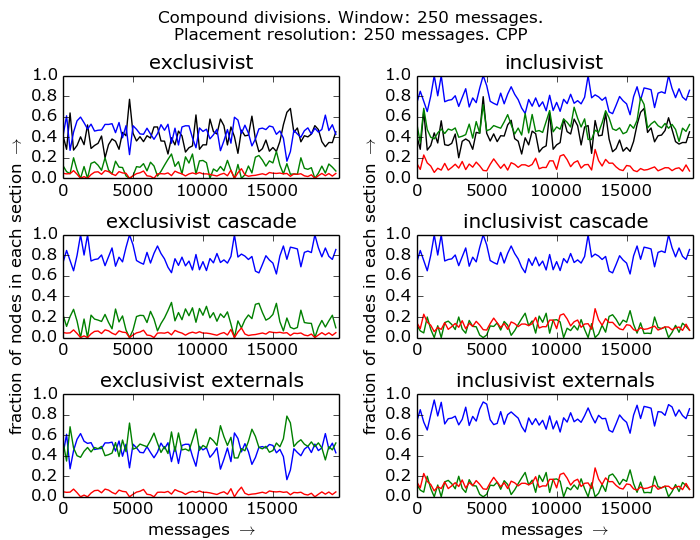 Compound divisions. Window: 250 messages.
Placement resolution: 250 messages. CPP
exclusivist
1.0
0.8
0.6
0.4
0.2
0.0
0 5000 10000 15000
inclusivist
1.0
0.8
0.6
0.4
0.2
0.0
0 5000 10000 15000
exclusivist cascade
1.0
0.8
0.6
0.4
0.2
0.0
0 5000 10000 15000
inclusivist cascade
1.0
0.8
0.6
0.4
0.2
0.0
0 5000 10000 15000
exclusivist externals
1.0
0.8
0.6
0.4
0.2
0.0
0 5000 10000 15000
inclusivist externals
1.0
0.8
0.6
0.4
0.2
0.0
0 5000 10000 15000
fraction of nodes in each section →
fraction of nodes in each section →
messages →
messages →